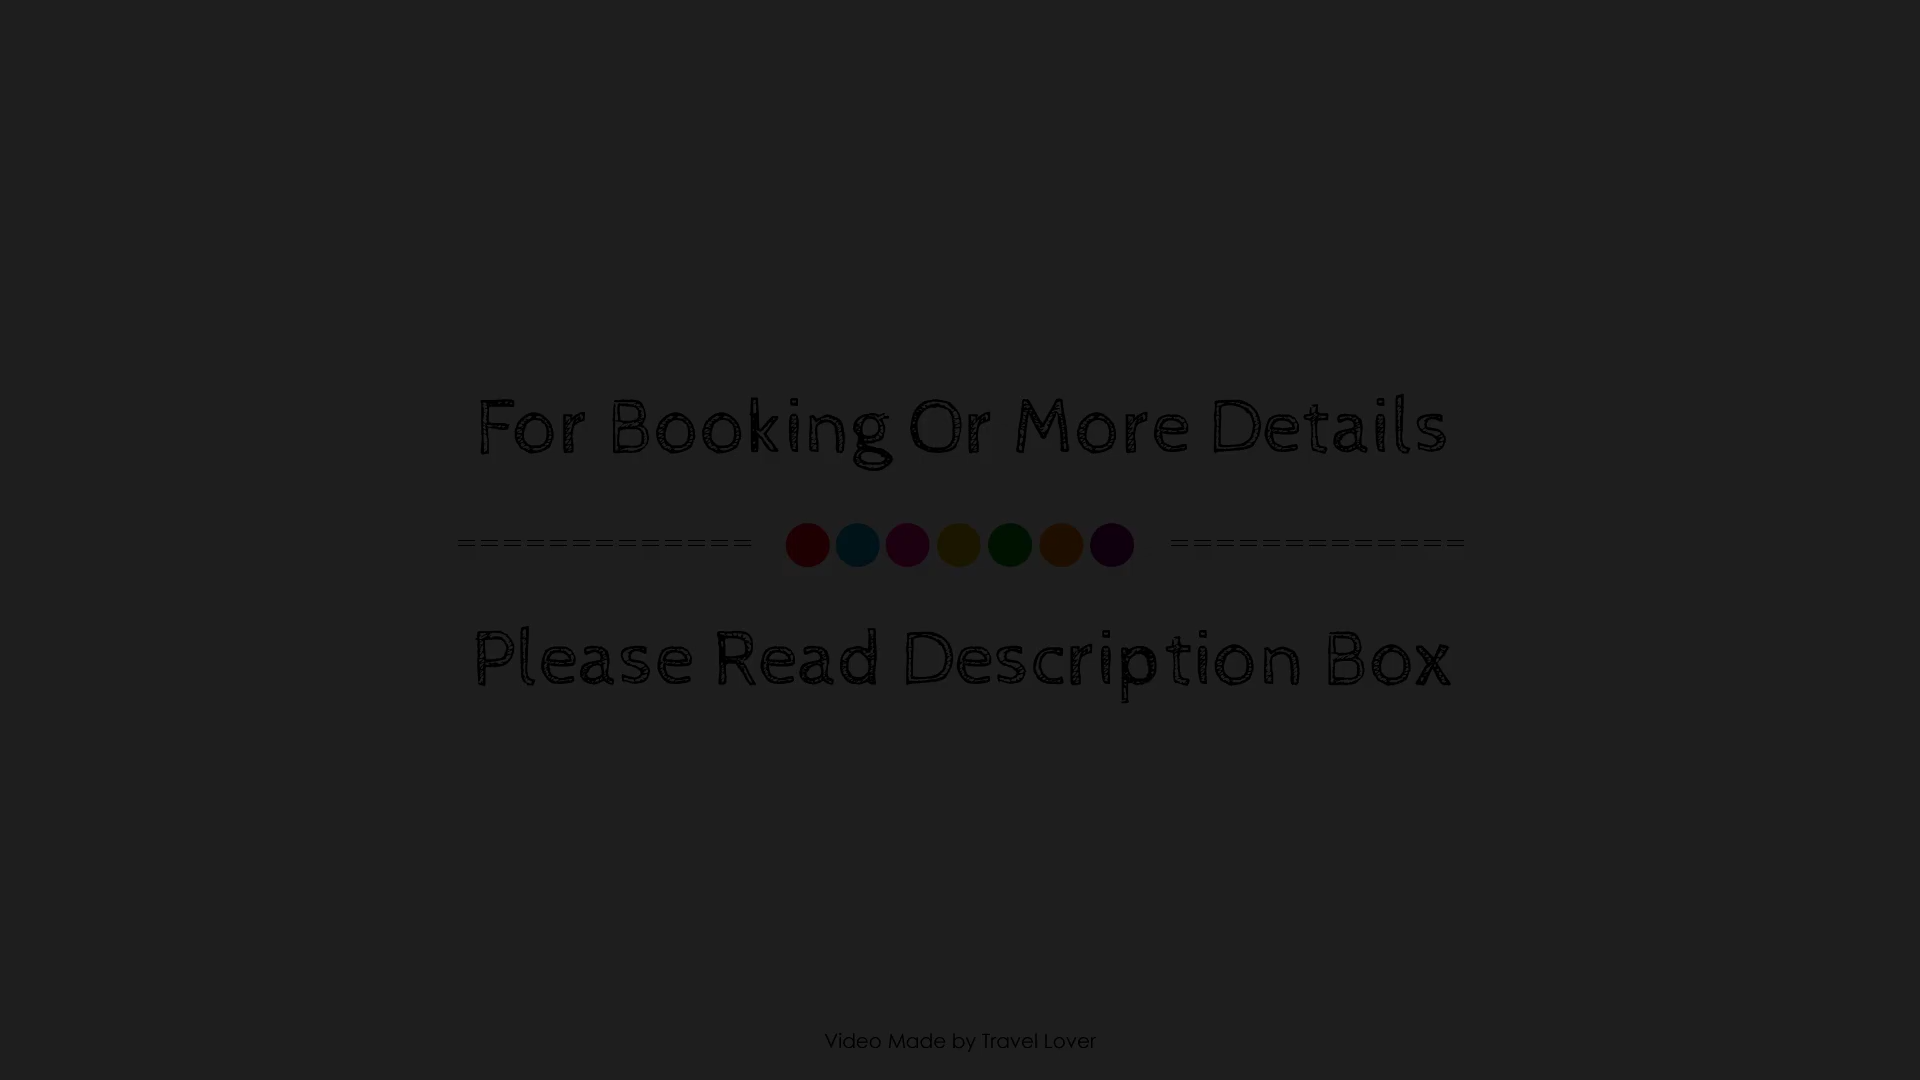 For Booking Or More Details
============= =============
Please Read Description Box
Video Made by Travel Lover